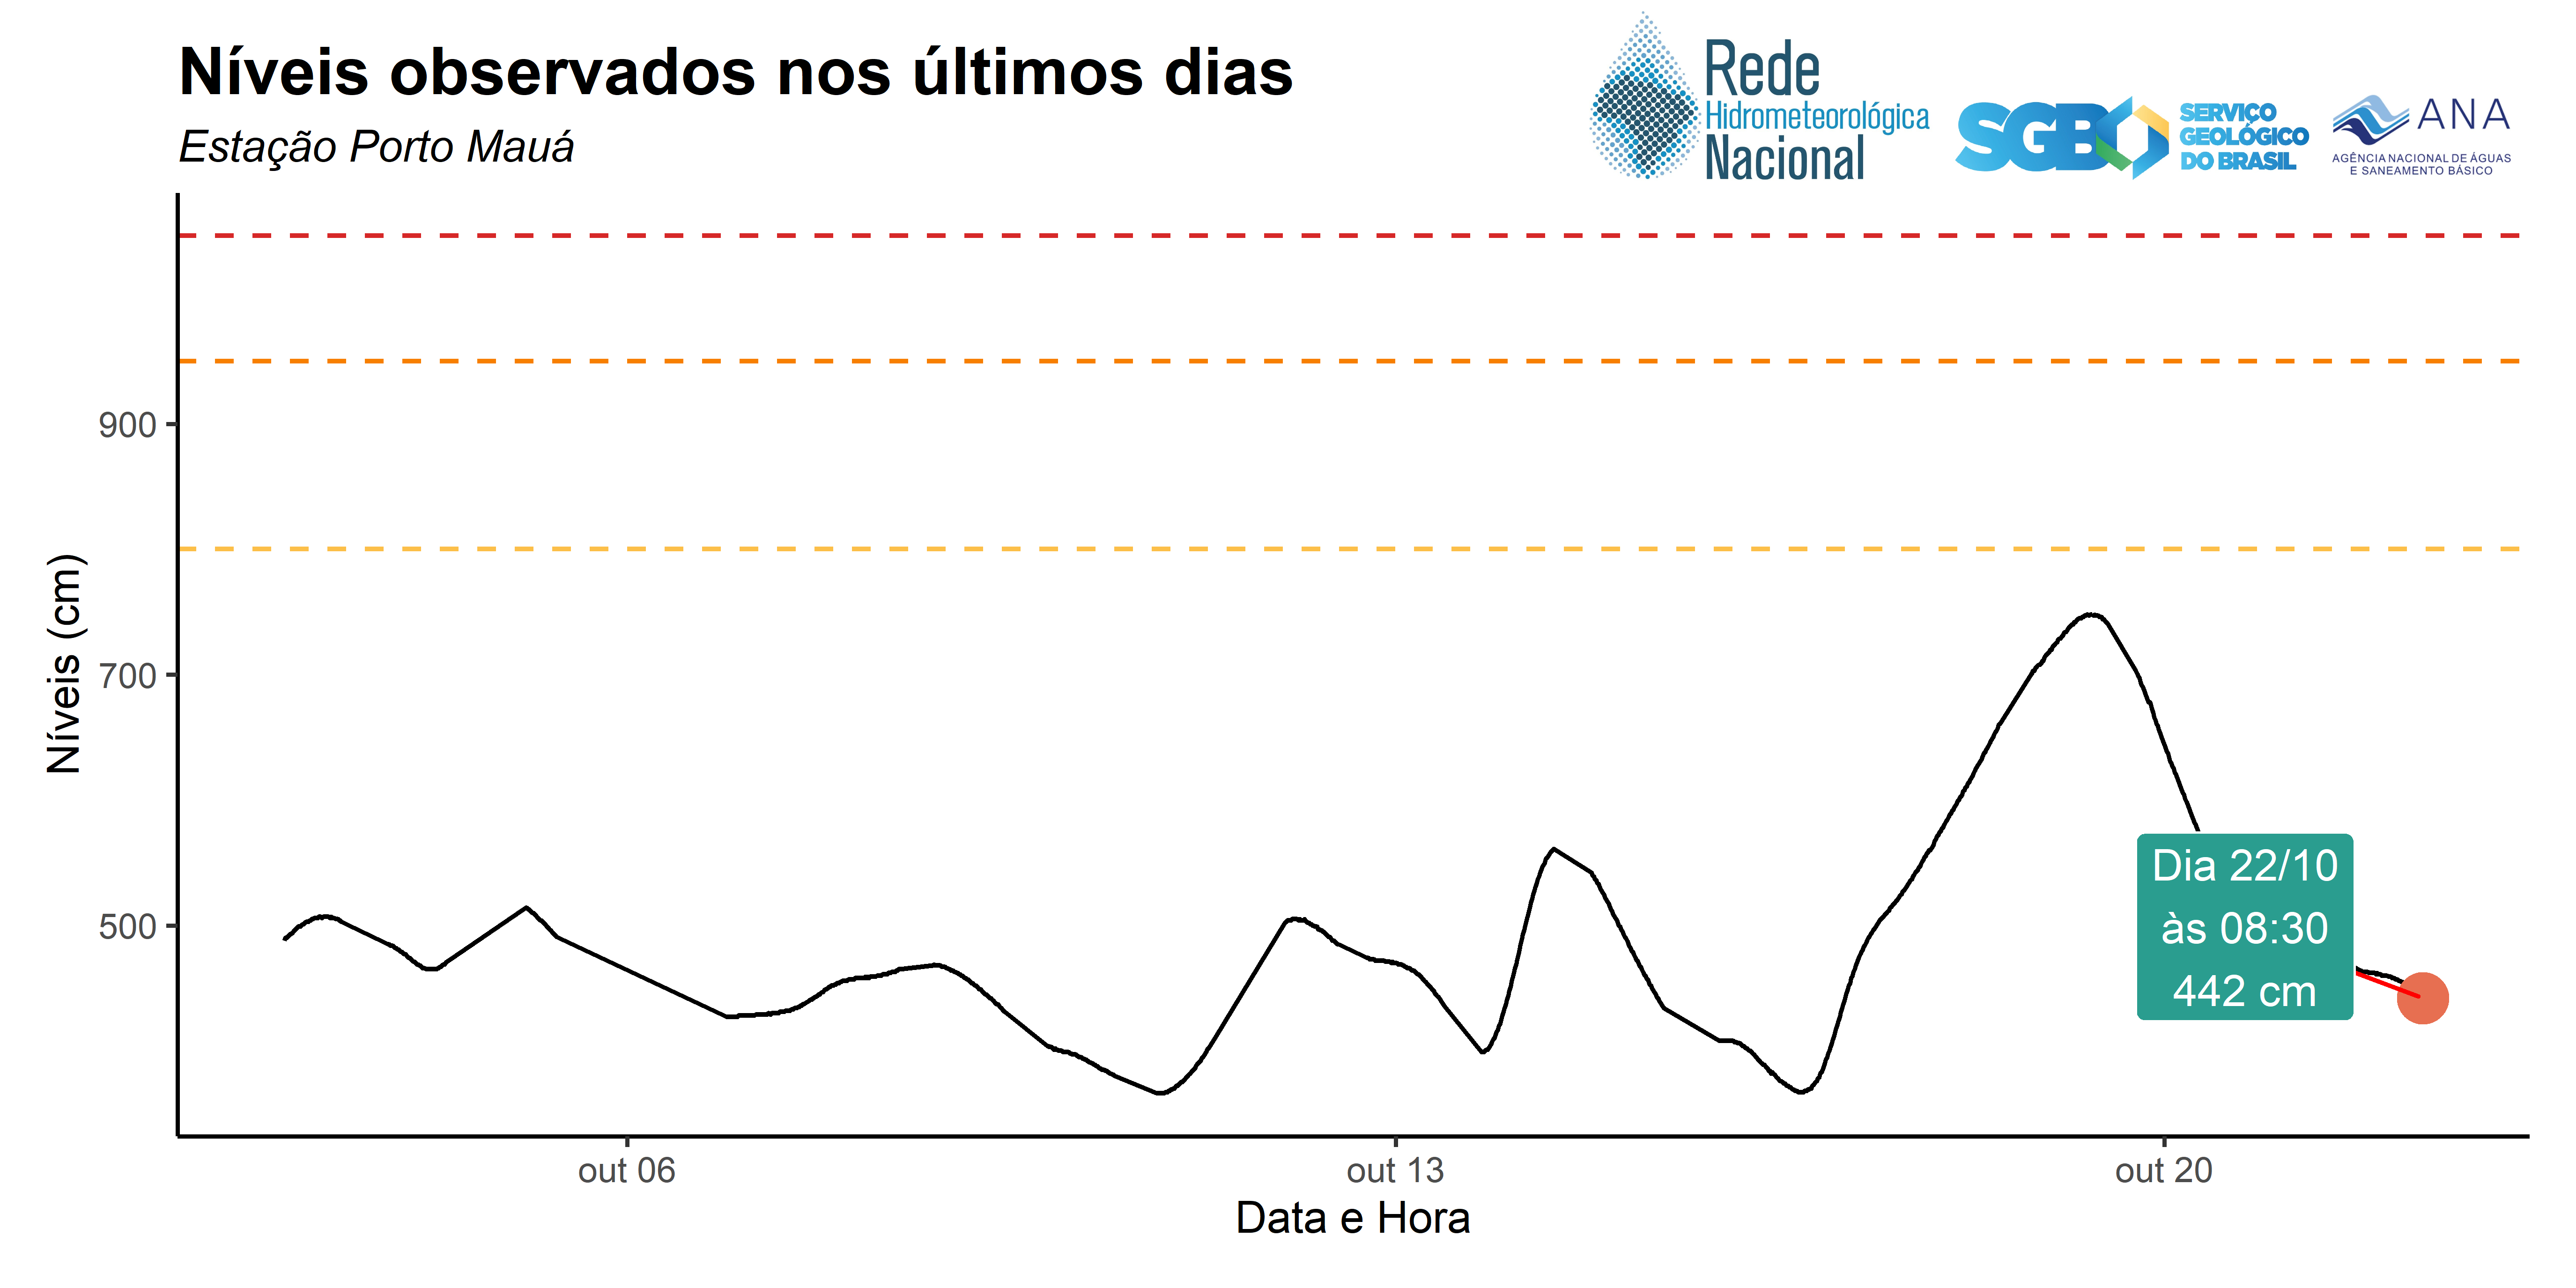 Níveis observados nos últimos dias
Estação Porto Mauá
Rede
Hidrometeorológica
Nacional
SGB
SERVIÇO
GEOLÓGICO
DO BRASIL
ANA
AGÊNCIA NACIONAL DE ÁGUAS
E SANEAMENTO BÁSICO
Níveis (cm)
900
700
500
Dia 22/10
às 08:30
442 cm
out 06
out 13
out 20
Data e Hora